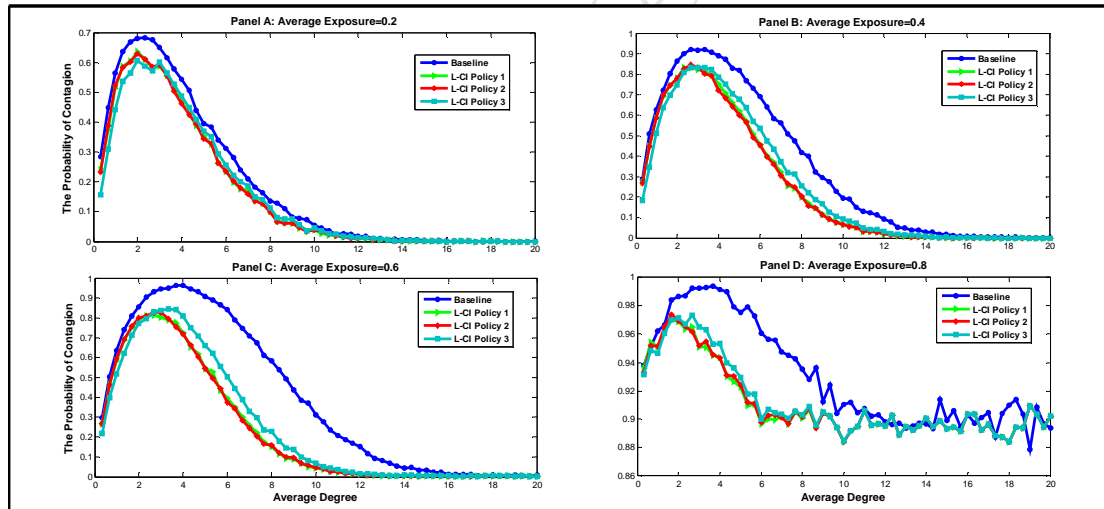 Panel A: Average Exposure=0.2
The Probability of Contagion
0.7
0.6
0.5
0.4
0.3
0.2
0.1
0
0 2 4 6 8 10 12 14 16 18 20
Baseline
L-CI Policy 1
L-CI Policy 2
L-CI Policy 3
Panel B: Average Exposure=0.4
1
0.9
0.8
0.7
0.6
0.5
0.4
0.3
0.2
0.1
0
0 2 4 6 8 10 12 14 16 18 20
Baseline
L-CI Policy 1
L-CI Policy 2
L-CI Policy 3
Panel C: Average Exposure=0.6
The Probability of Contagion
1
0.9
0.8
0.7
0.6
0.5
0.4
0.3
0.2
0.1
0
0 2 4 6 8 10 12 14 16 18 20
Average Degree
Baseline
L-CI Policy 1
L-CI Policy 2
L-CI Policy 3
Panel D: Average Exposure=0.8
1
0.98
0.96
0.94
0.92
0.9
0.88
0.86
0 2 4 6 8 10 12 14 16 18 20
Average Degree
Baseline
L-CI Policy 1
L-CI Policy 2
L-CI Policy 3